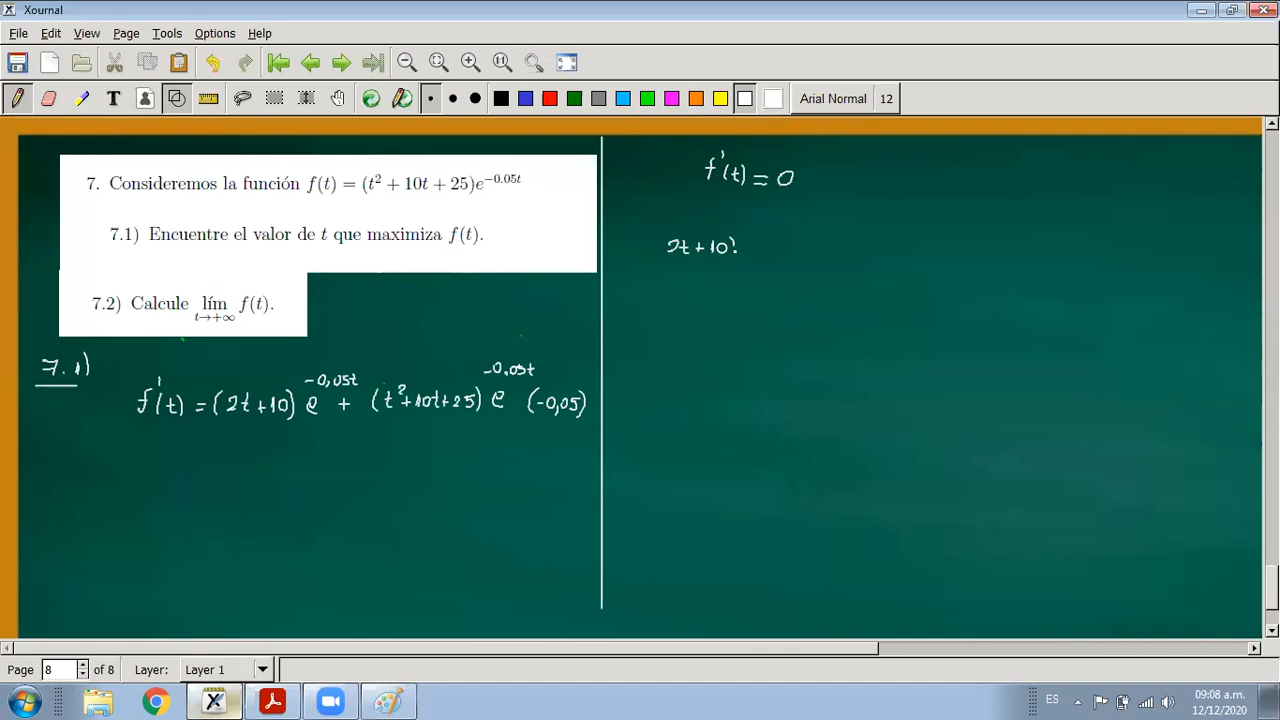 Xournal
File Edit View Page Tools Options Help
Arial Normal 12
7. Consideremos la función f(t) = (t² + 10t + 25)e^{−0.05t}
7.1) Encuentre el valor de t que maximiza f(t).
7.2) Calcule lím_{t→+∞} f(t).
7.1)
f'(t) = (2t+10) e^{-0,05t} + (t²+10t+25) e^{-0,05t} (-0,05)
f'(t) = 0
2t+10
Page 8 of 8 Layer: Layer 1
ES 09:08 a.m.
12/12/2020